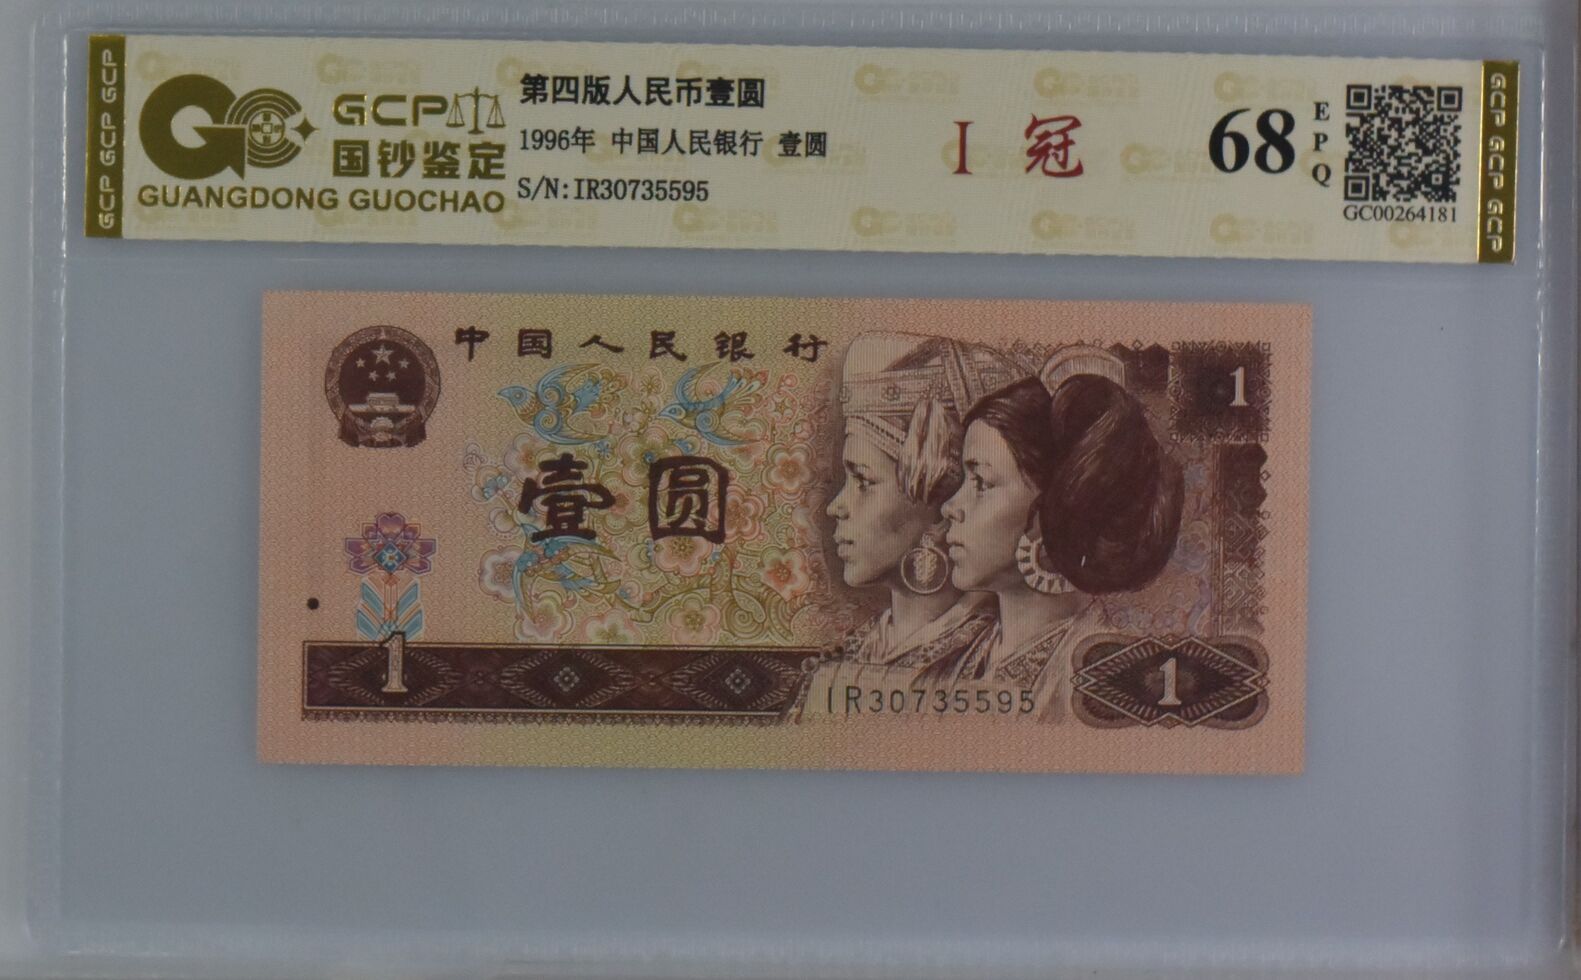 GCP GCP GCP
GCP
国钞鉴定
GUANGDONG GUOCHAO
第四版人民币壹圆
1996年 中国人民银行 壹圆
S/N:IR30735595
I 冠
68
EPQ
GC00264181
GCP GCP GCP
中国人民银行
1
壹圆
1
IR30735595
1